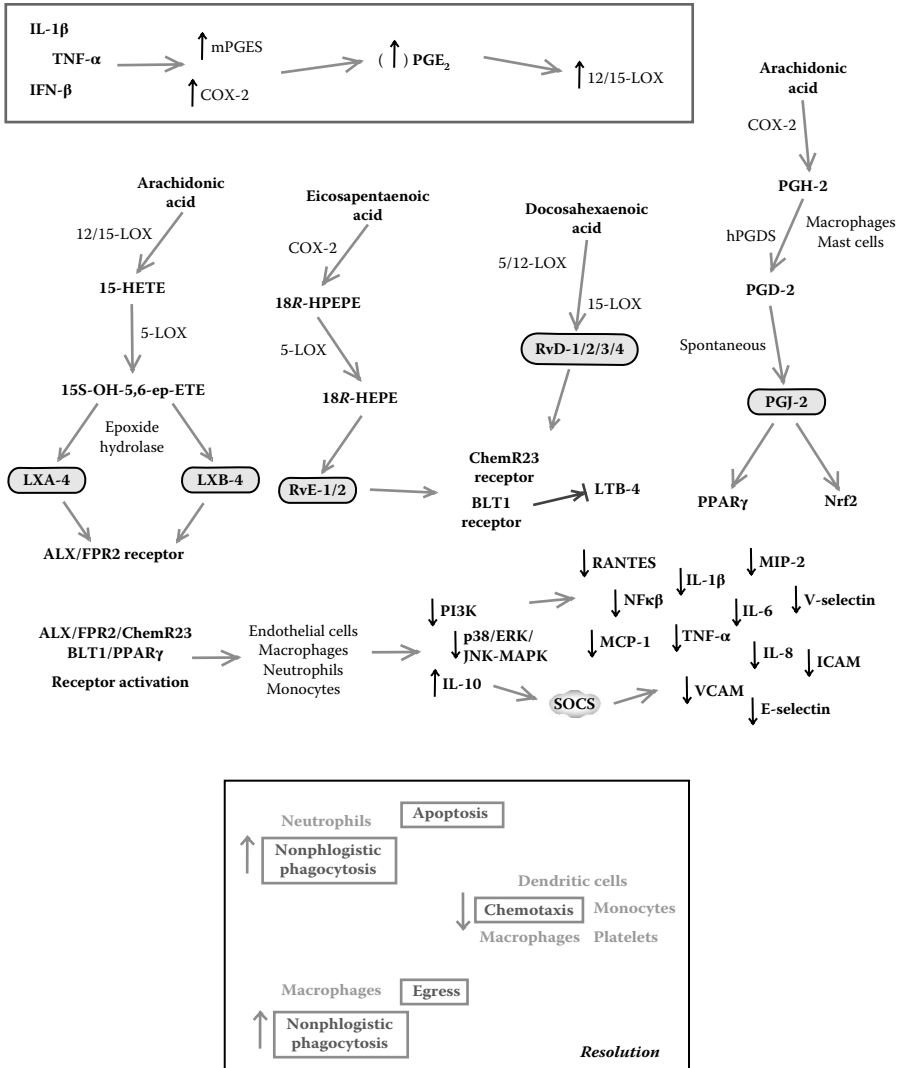 IL-1β
TNF-α
IFN-β
mPGES
COX-2
( ) PGE2
12/15-LOX
Arachidonic
acid
COX-2
PGH-2
hPGDS
Macrophages
Mast cells
PGD-2
Spontaneous
PGJ-2
PPARγ
Nrf2
Arachidonic
acid
12/15-LOX
15-HETE
5-LOX
15S-OH-5,6-ep-ETE
Epoxide
hydrolase
LXA-4
LXB-4
ALX/FPR2 receptor
Eicosapentaenoic
acid
COX-2
18R-HPEPE
5-LOX
18R-HEPE
RvE-1/2
Docosahexaenoic
acid
5/12-LOX
15-LOX
RvD-1/2/3/4
ChemR23
receptor
BLT1
receptor
LTB-4
ALX/FPR2/ChemR23
BLT1/PPARγ
Receptor activation
Endothelial cells
Macrophages
Neutrophils
Monocytes
PI3K
p38/ERK/
JNK-MAPK
IL-10
SOCS
RANTES
IL-1β
MIP-2
NFκβ
IL-6
V-selectin
MCP-1
TNF-α
IL-8
ICAM
VCAM
E-selectin
Neutrophils
Apoptosis
Nonphlogistic
phagocytosis
Dendritic cells
Chemotaxis
Monocytes
Macrophages
Platelets
Macrophages
Egress
Nonphlogistic
phagocytosis
Resolution